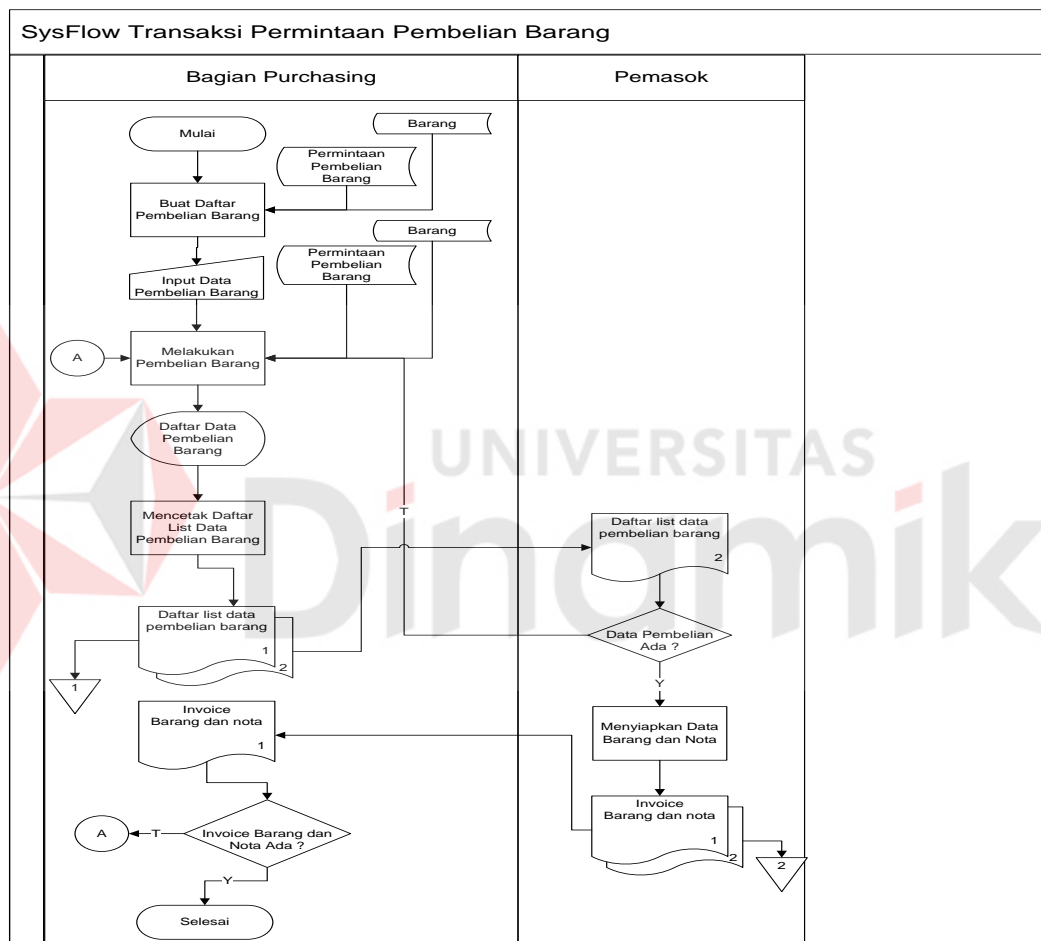 SysFlow Transaksi Permintaan Pembelian Barang
Bagian Purchasing
Pemasok
Mulai
Barang
Permintaan
Pembelian
Barang
Buat Daftar
Pembelian Barang
Barang
Permintaan
Pembelian
Barang
Input Data
Pembelian Barang
A
Melakukan
Pembelian Barang
Daftar Data
Pembelian
Barang
UNIVERSITAS
Dinamika
Mencetak Daftar
List Data
Pembelian Barang
T
Daftar list data
pembelian barang
2
Daftar list data
pembelian barang
1
2
Data Pembelian
Ada ?
1
Y
Invoice
Barang dan nota
1
Menyiapkan Data
Barang dan Nota
Invoice
Barang dan nota
1
2
2
A
T
Invoice Barang dan
Nota Ada ?
Y
Selesai